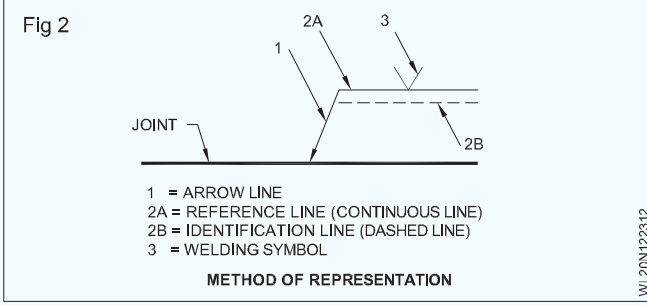 Fig 2
2A
3
1
JOINT
2B
1 = ARROW LINE
2A = REFERENCE LINE (CONTINUOUS LINE)
2B = IDENTIFICATION LINE (DASHED LINE)
3 = WELDING SYMBOL
METHOD OF REPRESENTATION
WL20N122312